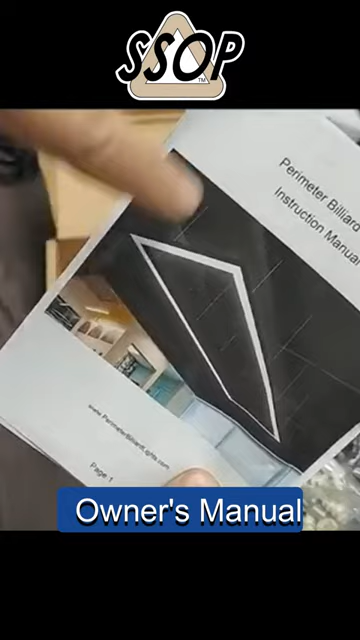 SSOP
TM
Perimeter Billiard
Instruction Manual
www.PerimeterBilliardLights.com
Page 1
Owner's Manual